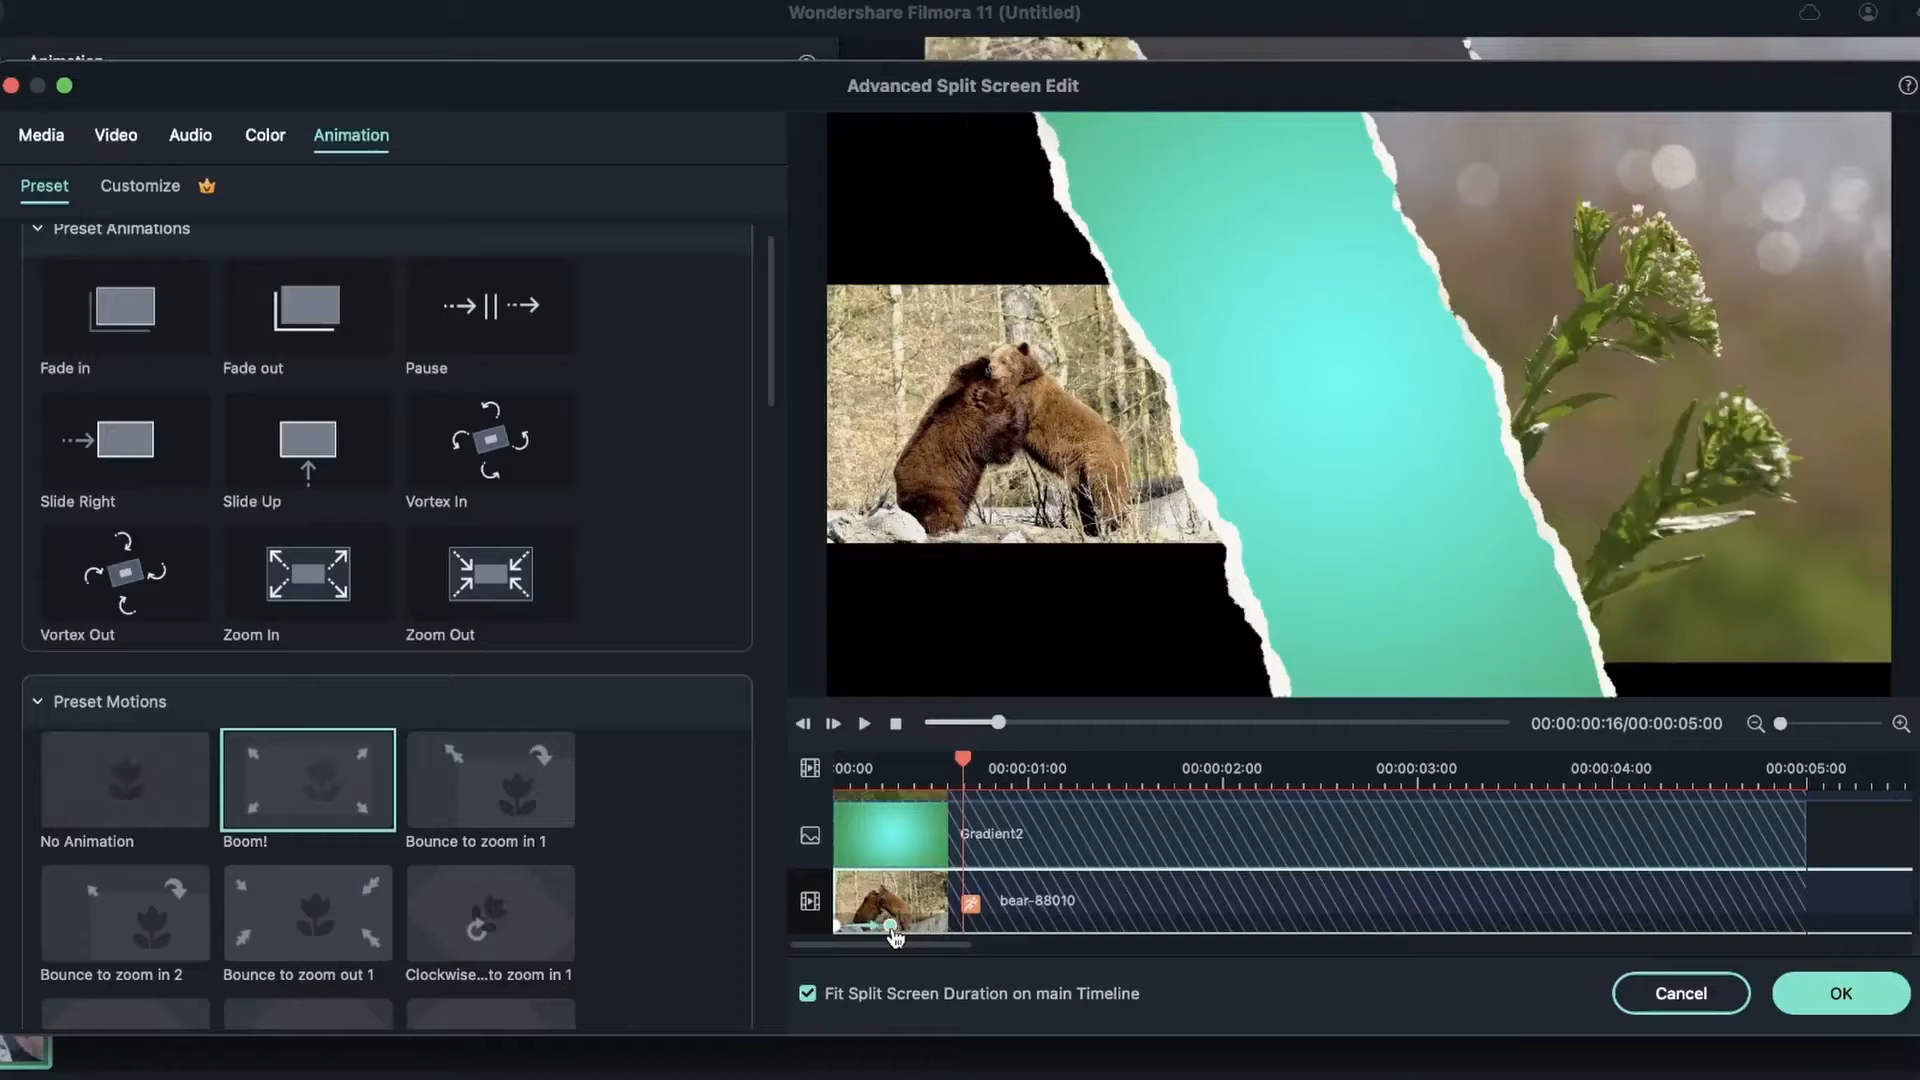 Wondershare Filmora 11 (Untitled)
Animation
Advanced Split Screen Edit
Media Video Audio Color Animation
Preset Customize
Preset Animations
Fade in Fade out Pause
Slide Right Slide Up Vortex In
Vortex Out Zoom In Zoom Out
Preset Motions
No Animation Boom! Bounce to zoom in 1
Bounce to zoom in 2 Bounce to zoom out 1 Clockwise...to zoom in 1
00:00:00:16/00:00:05:00
:00:00 00:00:01:00 00:00:02:00 00:00:03:00 00:00:04:00 00:00:05:00
Gradient2
bear-88010
Fit Split Screen Duration on main Timeline
Cancel OK